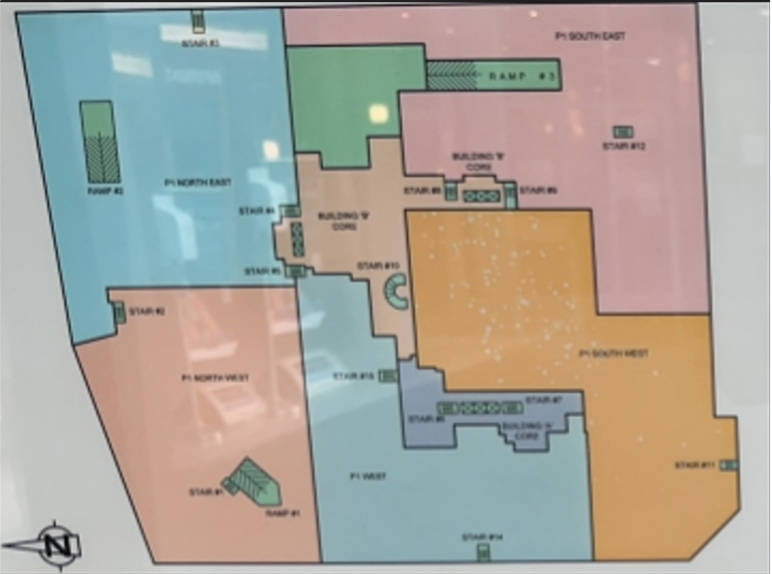 STAIR #3
P1 SOUTH EAST
RAMP #3
STAIR #12
RAMP #2
P1 NORTH EAST
BUILDING 'B'
CORE
STAIR #8
STAIR #9
STAIR #4
BUILDING
CORE
STAIR #5
STAIR #10
STAIR #2
P1 SOUTH WEST
P1 NORTH WEST
STAIR #15
STAIR #7
STAIR #6
BUILDING 'A'
CORE
STAIR #11
P1 WEST
STAIR #1
RAMP #1
STAIR #14
N